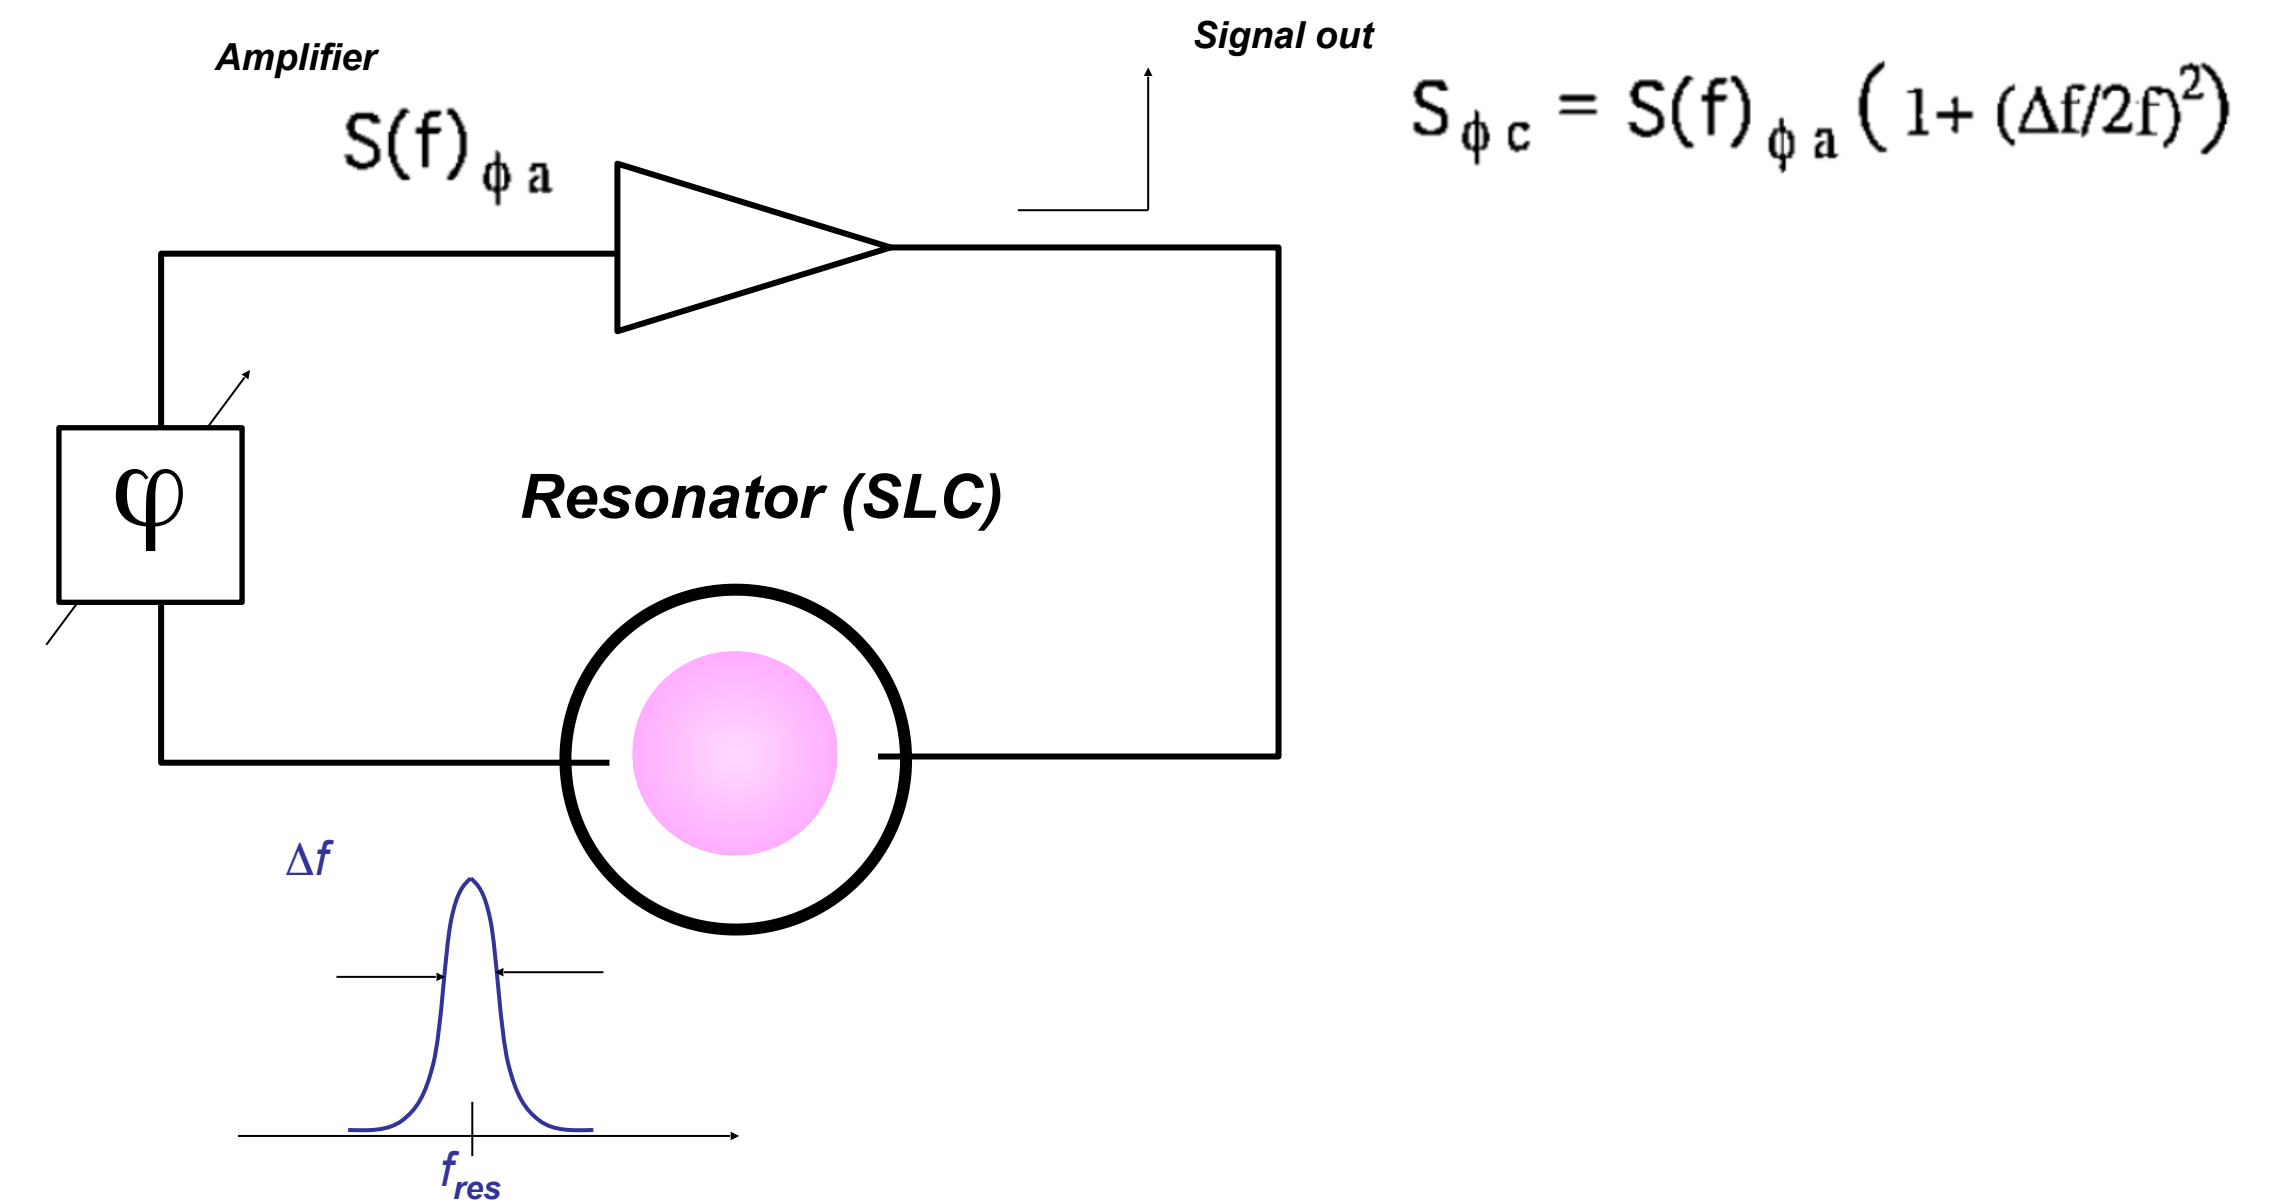 Signal out
Amplifier
S(f)ϕ a
Sϕ c = S(f)ϕ a (1+ (Δf/2f)²)
φ
Resonator (SLC)
Δf
fres